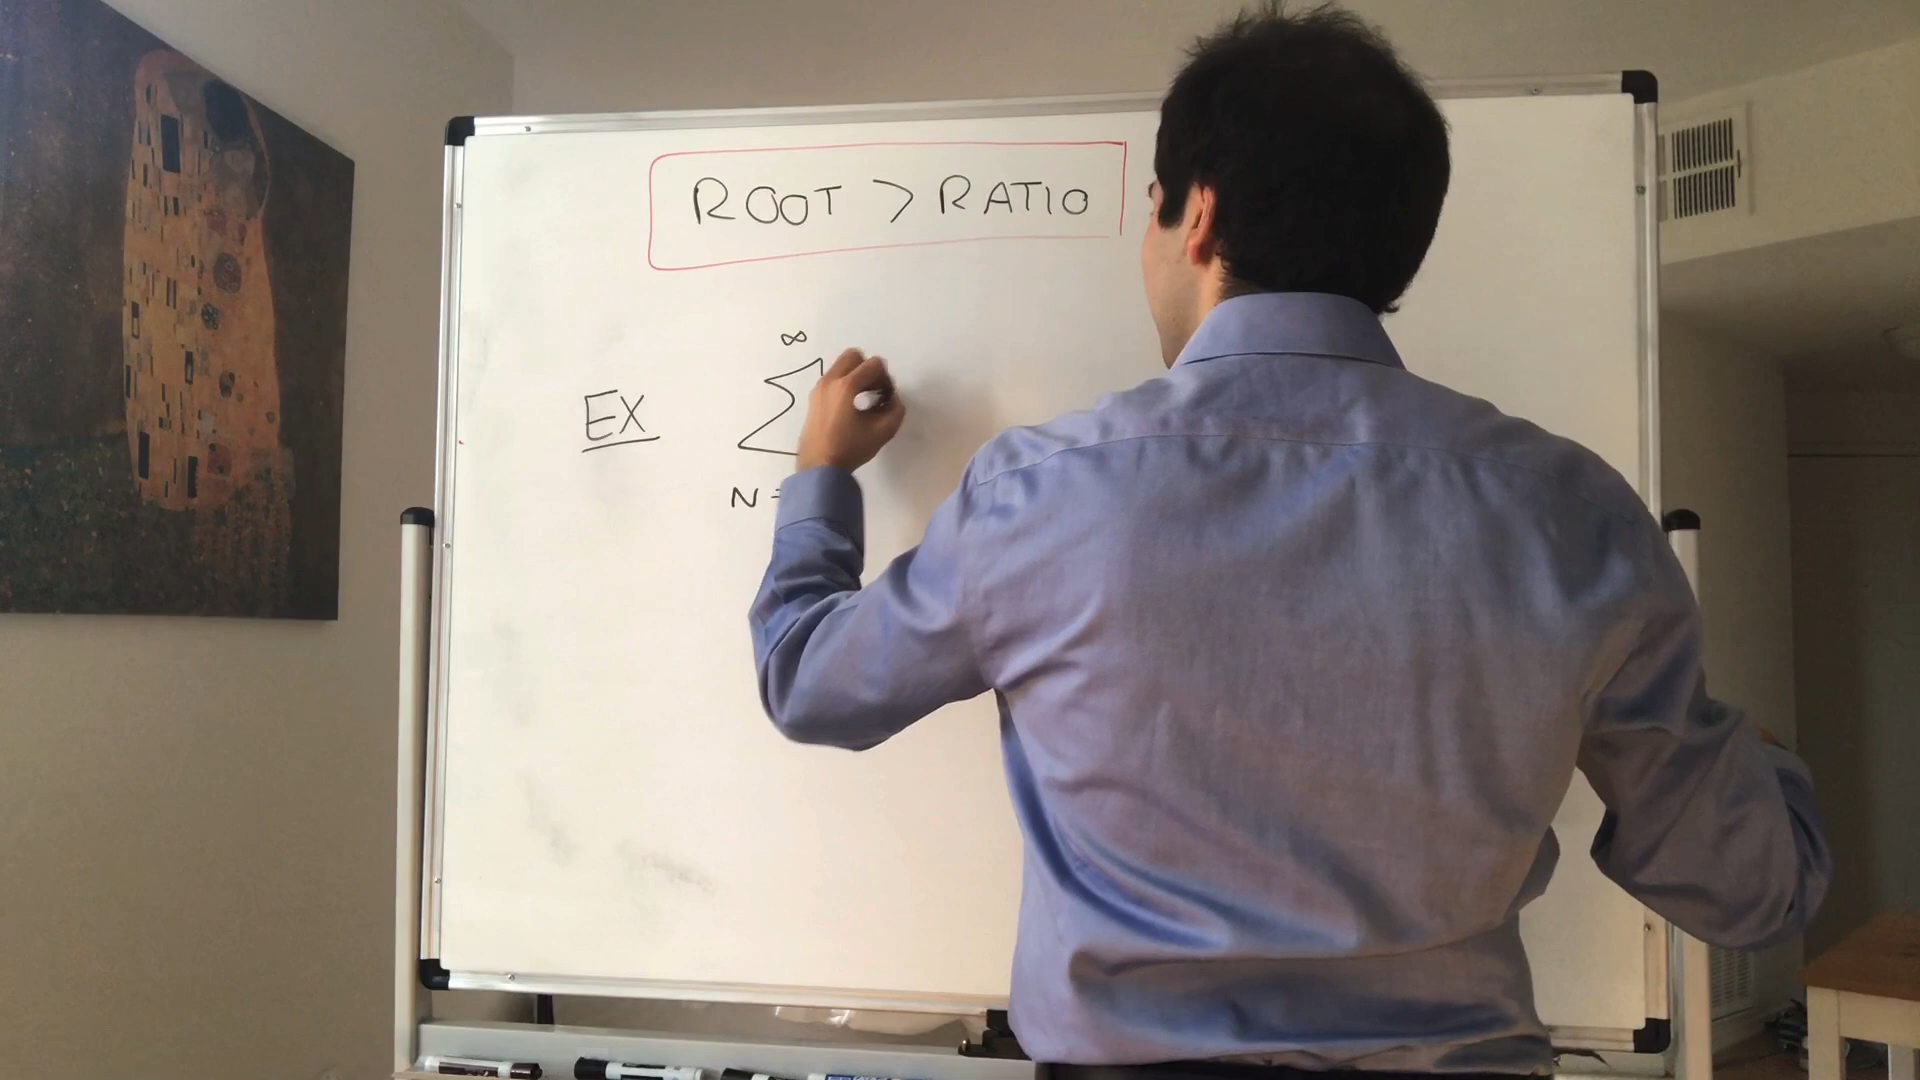 ROOT > RATIO
∞
EX Σ
N =